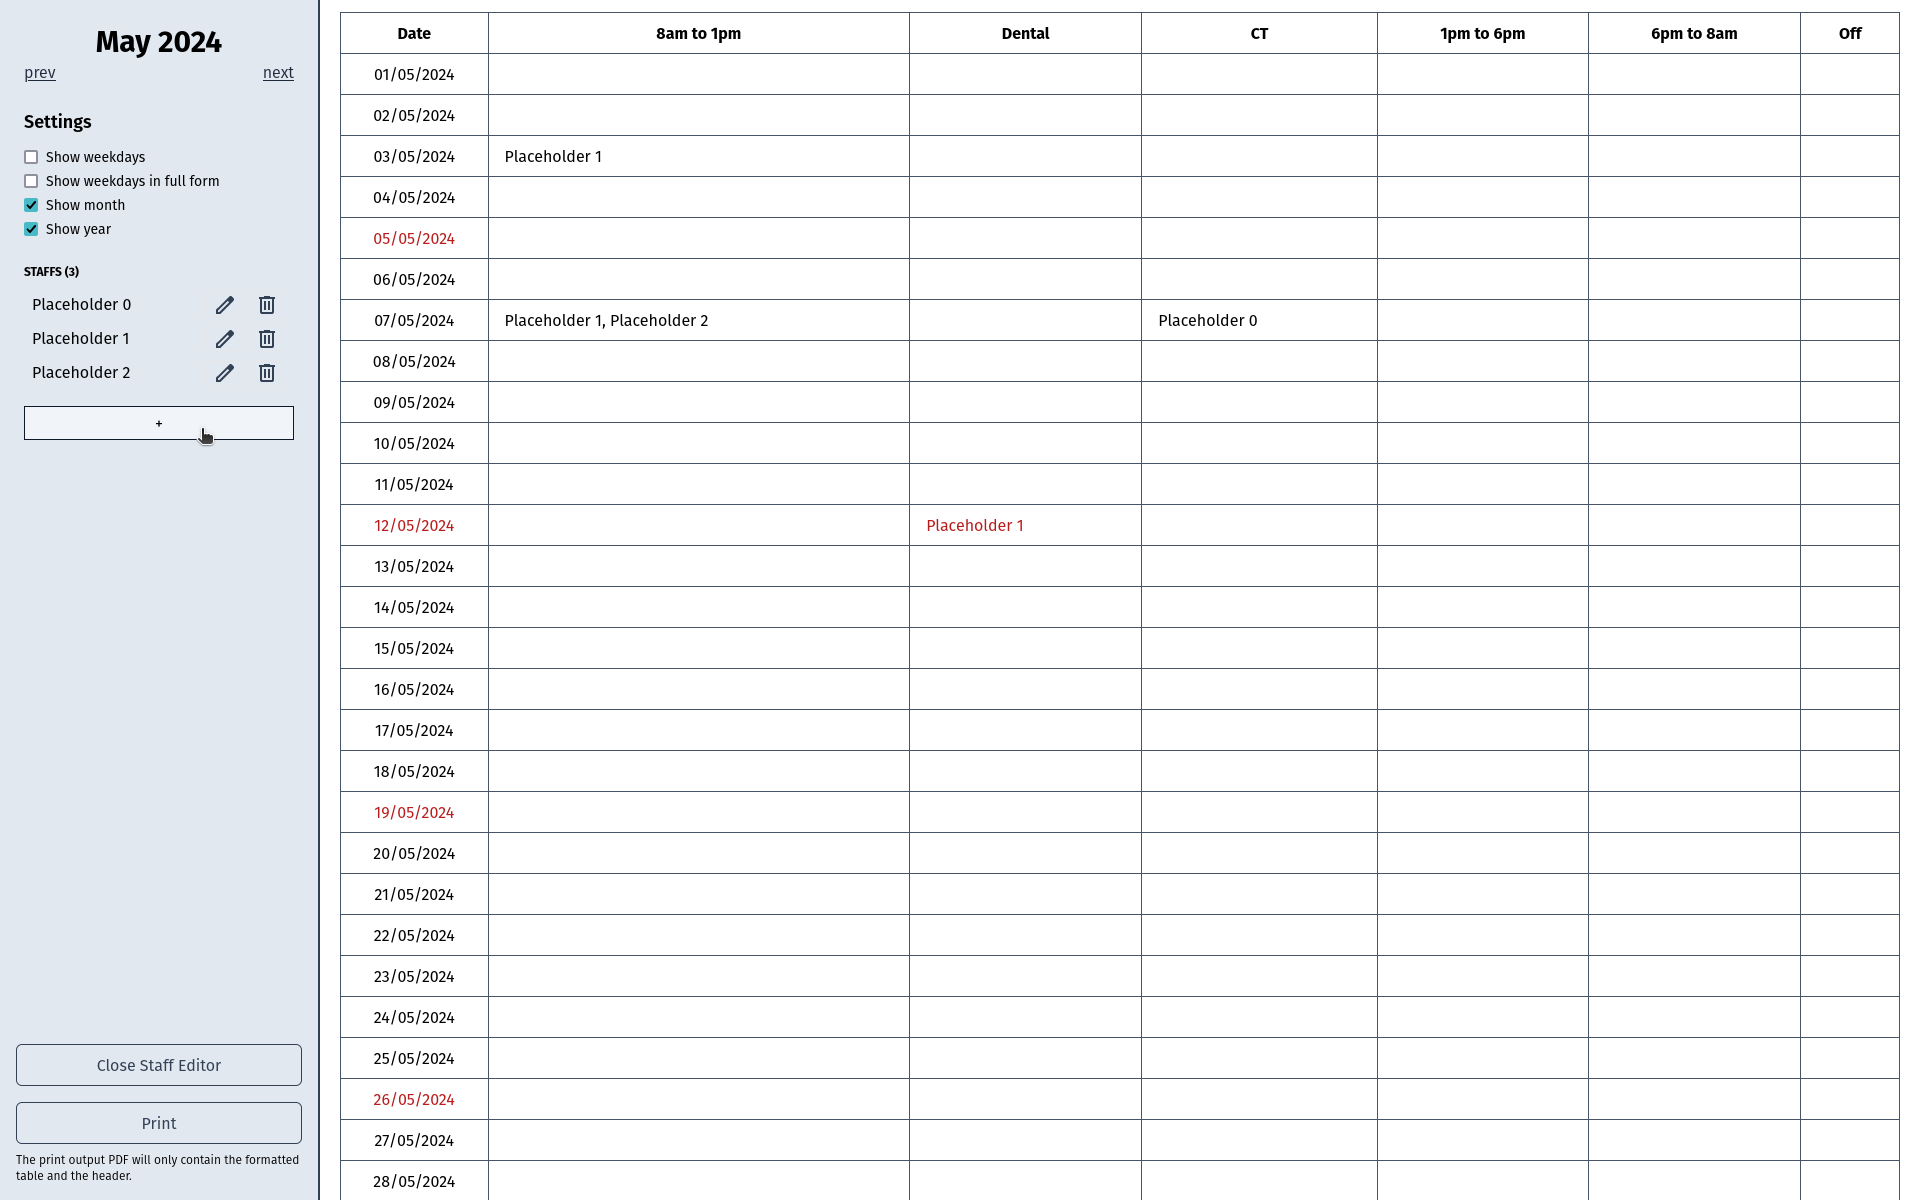 May 2024
prev next
Settings
Show weekdays
Show weekdays in full form
Show month
Show year
STAFFS (3)
Placeholder 0
Placeholder 1
Placeholder 2
+
Close Staff Editor
Print
The print output PDF will only contain the formatted
table and the header.
Date 8am to 1pm Dental CT 1pm to 6pm 6pm to 8am Off
01/05/2024
02/05/2024
03/05/2024 Placeholder 1
04/05/2024
05/05/2024
06/05/2024
07/05/2024 Placeholder 1, Placeholder 2 Placeholder 0
08/05/2024
09/05/2024
10/05/2024
11/05/2024
12/05/2024 Placeholder 1
13/05/2024
14/05/2024
15/05/2024
16/05/2024
17/05/2024
18/05/2024
19/05/2024
20/05/2024
21/05/2024
22/05/2024
23/05/2024
24/05/2024
25/05/2024
26/05/2024
27/05/2024
28/05/2024